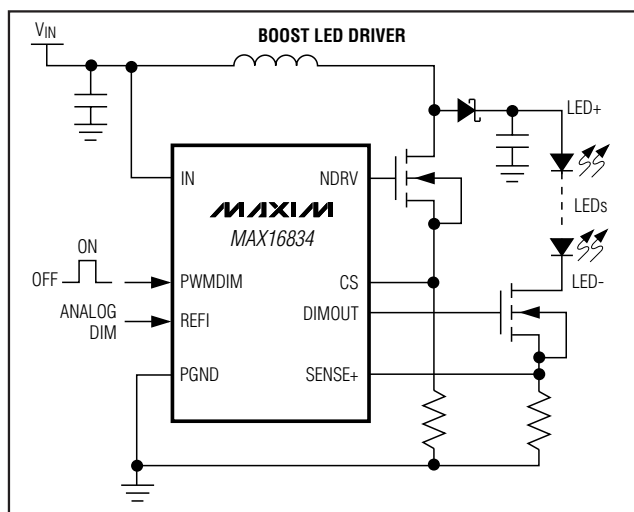 VIN
BOOST LED DRIVER
LED+
IN
NDRV
MAXIM
MAX16834
LEDs
ON
OFF
PWMDIM
CS
LED-
ANALOG
DIM
REFI
DIMOUT
PGND
SENSE+